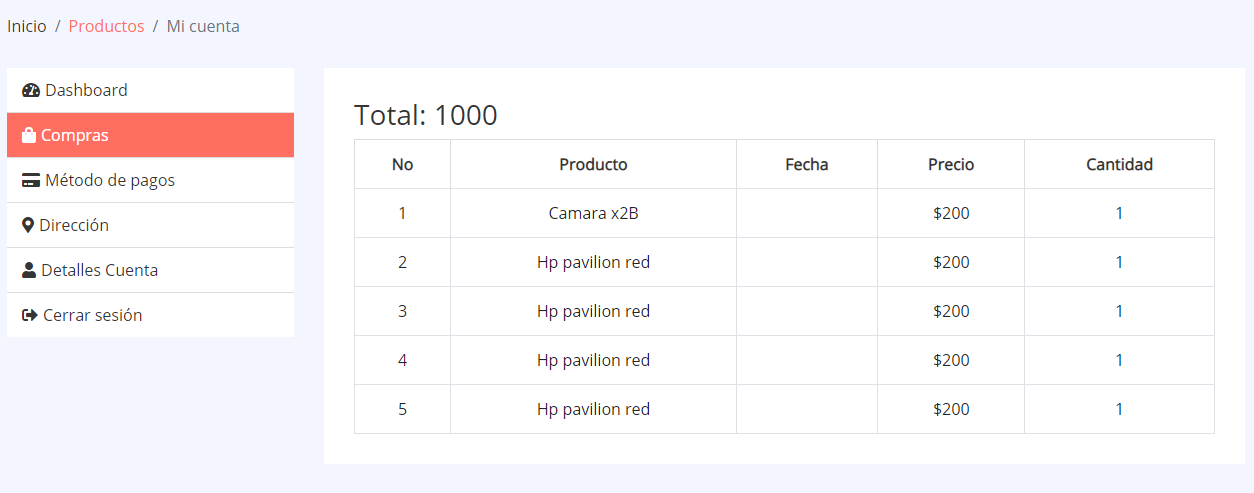 Inicio / Productos / Mi cuenta
Dashboard
Compras
Método de pagos
Dirección
Detalles Cuenta
Cerrar sesión
Total: 1000
No Producto Fecha Precio Cantidad
1 Camara x2B $200 1
2 Hp pavilion red $200 1
3 Hp pavilion red $200 1
4 Hp pavilion red $200 1
5 Hp pavilion red $200 1